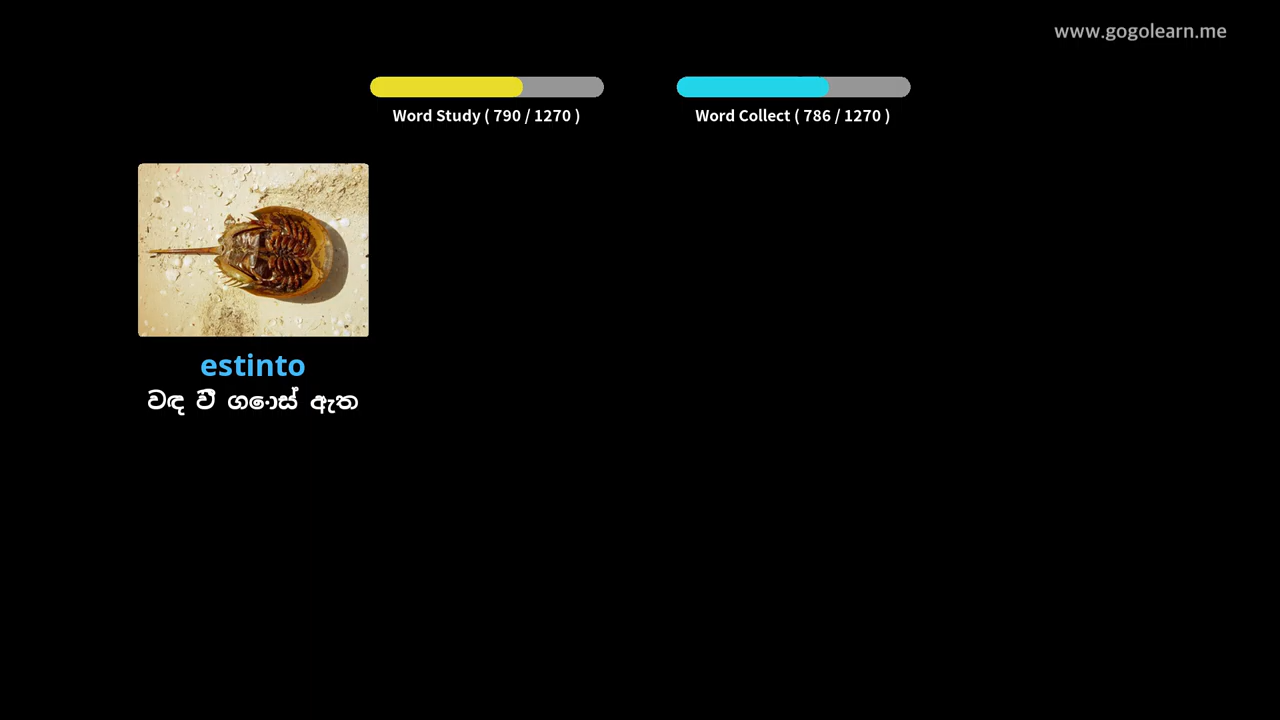 www.gogolearn.me
Word Study ( 790 / 1270 )
Word Collect ( 786 / 1270 )
estinto
වඳ වී ගොස් ඇත